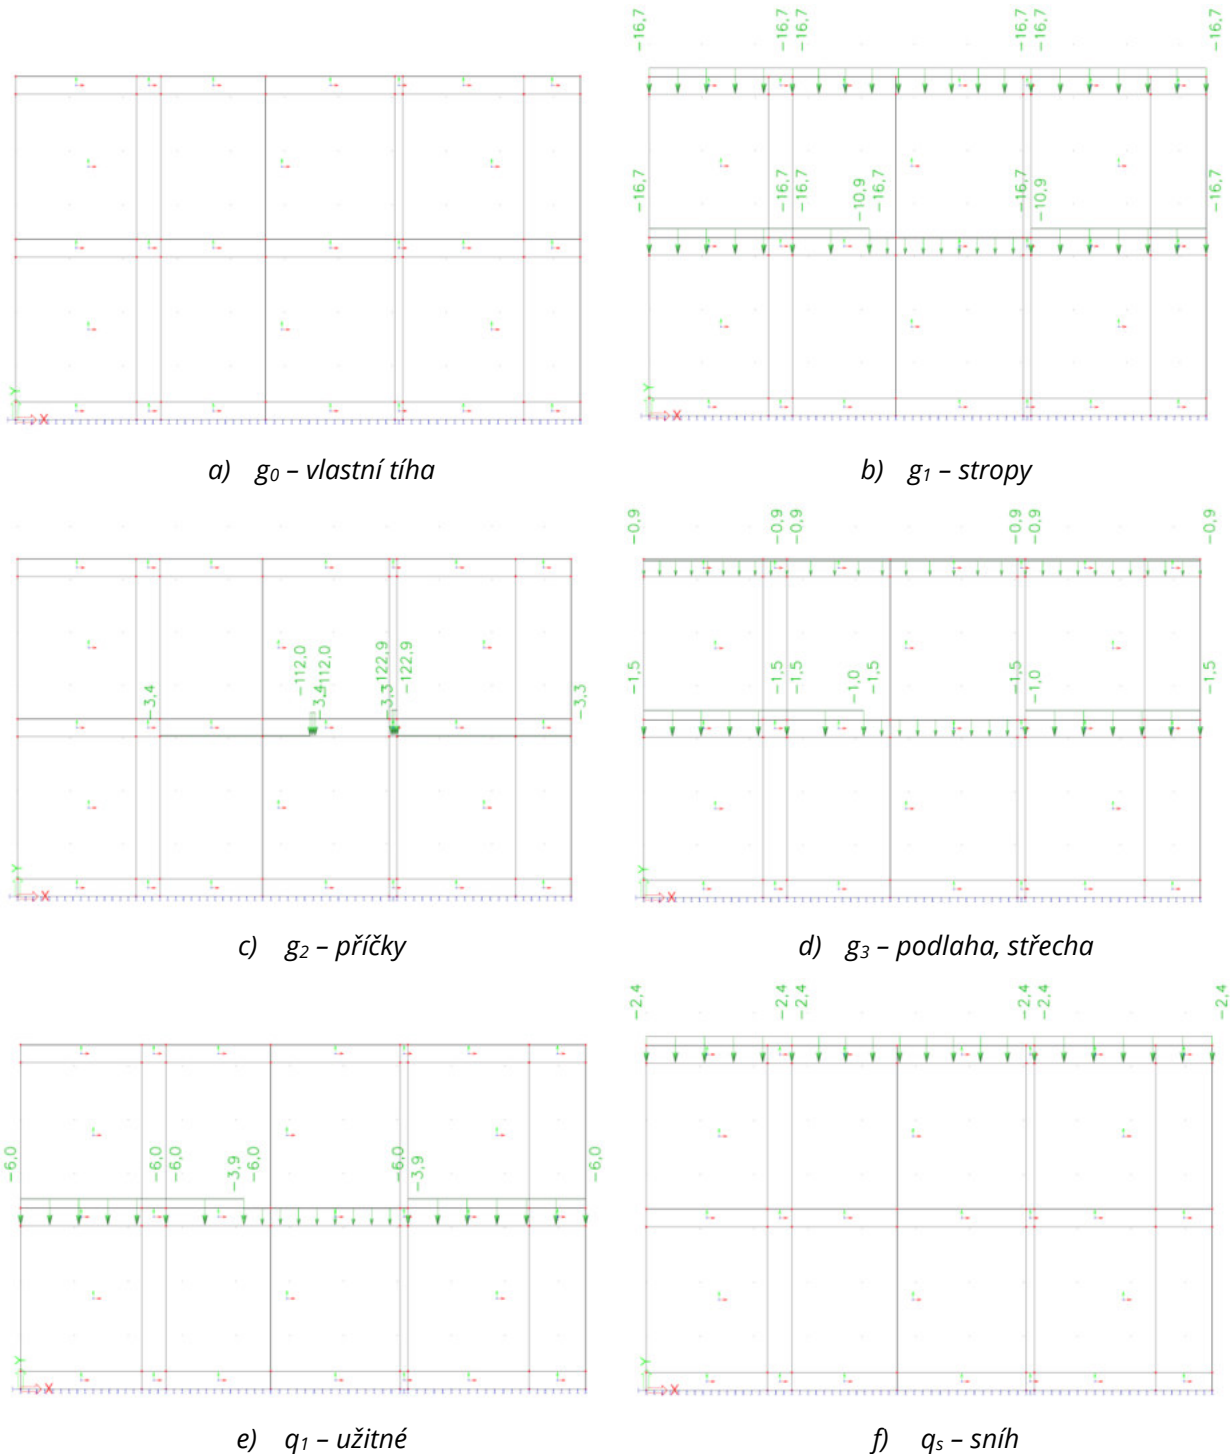 −16,7 −16,7 −16,7 −16,7 −16,7 −16,7
−16,7 −16,7 −16,7 −10,9 −16,7 −16,7 −10,9 −16,7
Y X
Y X
a) g0 – vlastní tíha
b) g1 – stropy
−0,9 −0,9 −0,9 −0,9 −0,9 −0,9
−3,4 −112,0 −3,4 −112,0 −3,3 −122,9 −122,9 −3,3
−1,5 −1,5 −1,5 −1,0 −1,5 −1,5 −1,0 −1,5
Y X
Y X
c) g2 – příčky
d) g3 – podlaha, střecha
−2,4 −2,4 −2,4 −2,4 −2,4 −2,4
−6,0 −6,0 −6,0 −3,9 −6,0 −6,0 −3,9 −6,0
Y X
Y X
e) q1 – užitné
f) qs – sníh